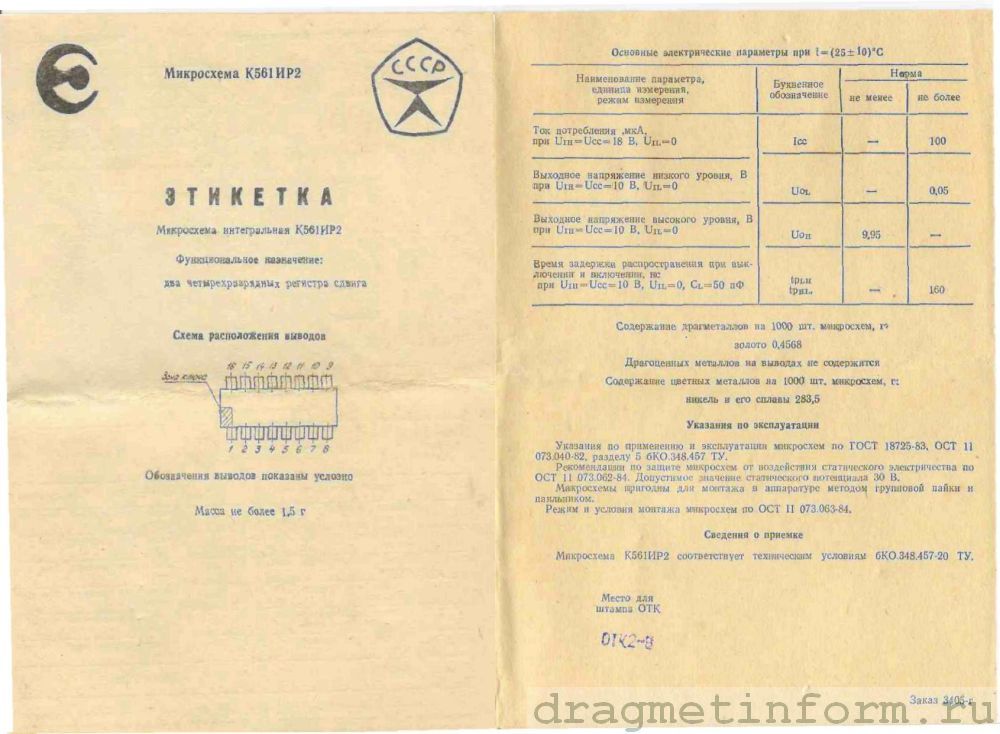 Микросхема К561ИР2
СССР
ЭТИКЕТКА
Микросхема интегральная К561ИР2
Функциональное назначение:
два четырехразрядных регистра сдвига
Схема расположения выводов
16 15 14 13 12 11 10 9
Зона ключа
1 2 3 4 5 6 7 8
Обозначения выводов показаны условно
Масса не более 1,5 г
Основные электрические параметры при t=(25±10)°С
Наименование параметра, единица измерения, режим измерения
Буквенное обозначение
Норма
не менее
не более
Ток потребления ,мкА,
при UIH=UCC=18 В, UIL=0
ICC
—
100
Выходное напряжение низкого уровня, В
при UIH=UCC=10 В, UIL=0
UOL
—
0,05
Выходное напряжение высокого уровня, В
при UIH=UCC=10 В, UIL=0
UOH
9,95
—
Время задержки распространения при вык-
лючении и включении, нс
при UIH=UCC=10 В, UIL=0, CL=50 пФ
tPLH
tPHL
—
160
Содержание драгметаллов на 1000 шт. микросхем, г:
золото 0,4568
Драгоценных металлов на выводах не содержится
Содержание цветных металлов на 1000 шт. микросхем, г:
никель и его сплавы 283,5
Указания по эксплуатации
Указания по применению и эксплуатации микросхем по ГОСТ 18725-83, ОСТ 11
073.040-82, разделу 5 бКО.348.457 ТУ.
Рекомендации по защите микросхем от воздействия статического электричества по
ОСТ 11 073.062-84. Допустимое значение статического потенциала 30 В.
Микросхемы пригодны для монтажа в аппаратуре методом групповой пайки и
паяльником.
Режим и условия монтажа микросхем по ОСТ II 073.063-84.
Сведения о приемке
Микросхема К561ИР2 соответствует техническим условиям бКО.348.457-20 ТУ.
Место для
штампа ОТК
ОТК2-8
Заказ 3405-г
dragmetinform.ru